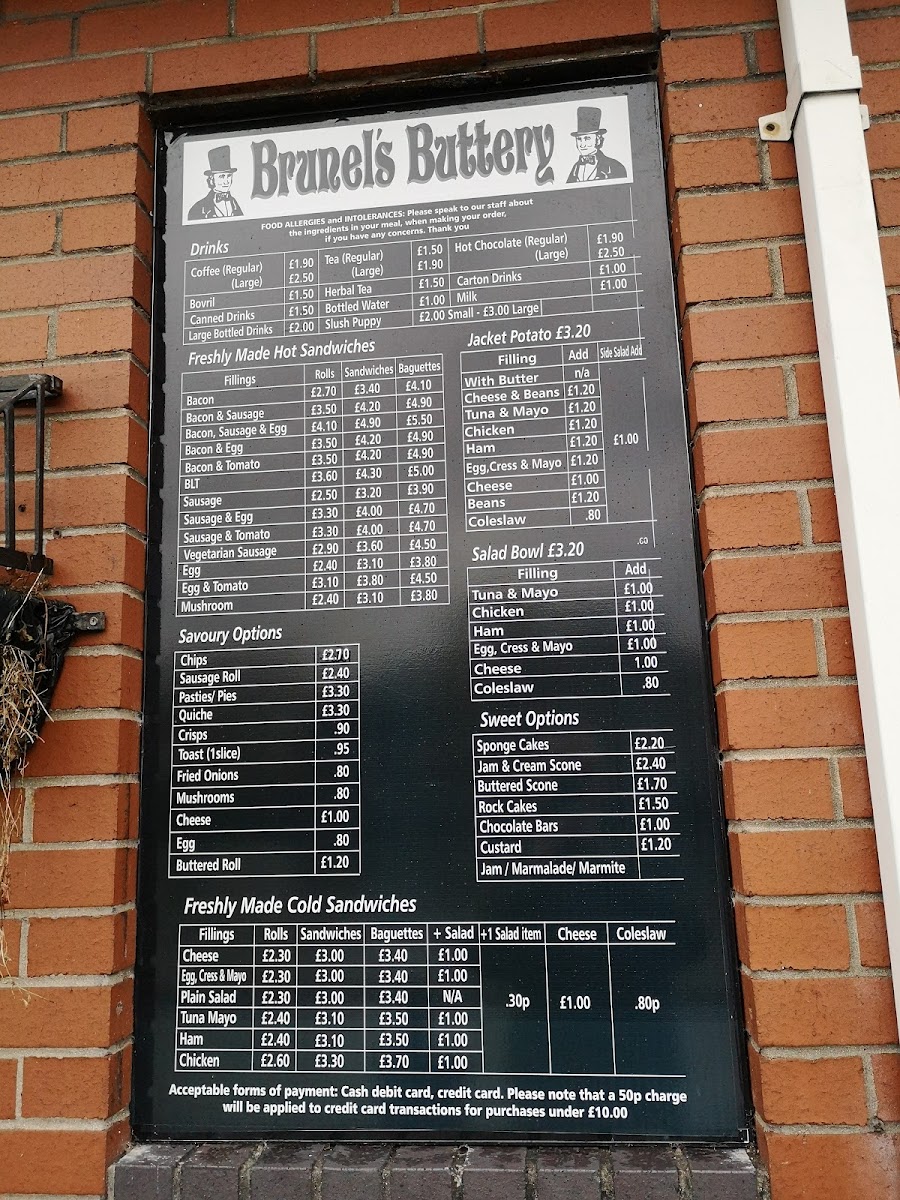 Brunel's Buttery
FOOD ALLERGIES and INTOLERANCES: Please speak to our staff about
the ingredients in your meal, when making your order,
if you have any concerns. Thank you
Drinks
Coffee (Regular) £1.90 Tea (Regular) £1.50 Hot Chocolate (Regular) £1.90
(Large) £2.50 (Large) £1.90 (Large) £2.50
Bovril £1.50 Herbal Tea £1.50 Carton Drinks £1.00
Canned Drinks £1.50 Bottled Water £1.00 Milk £1.00
Large Bottled Drinks £2.00 Slush Puppy £2.00 Small - £3.00 Large
Freshly Made Hot Sandwiches
Fillings Rolls Sandwiches Baguettes
Bacon £2.70 £3.40 £4.10
Bacon & Sausage £3.50 £4.20 £4.90
Bacon, Sausage & Egg £4.10 £4.90 £5.50
Bacon & Egg £3.50 £4.20 £4.90
Bacon & Tomato £3.50 £4.20 £4.90
BLT £3.60 £4.30 £5.00
Sausage £2.50 £3.20 £3.90
Sausage & Egg £3.30 £4.00 £4.70
Sausage & Tomato £3.30 £4.00 £4.70
Vegetarian Sausage £2.90 £3.60 £4.50
Egg £2.40 £3.10 £3.80
Egg & Tomato £3.10 £3.80 £4.50
Mushroom £2.40 £3.10 £3.80
Jacket Potato £3.20
Filling Add Side Salad Add
With Butter n/a
Cheese & Beans £1.20
Tuna & Mayo £1.20
Chicken £1.20
Ham £1.20 £1.00
Egg,Cress & Mayo £1.20
Cheese £1.00
Beans £1.20
Coleslaw .80
Salad Bowl £3.20
Filling Add
Tuna & Mayo £1.00
Chicken £1.00
Ham £1.00
Egg, Cress & Mayo £1.00
Cheese 1.00
Coleslaw .80
Savoury Options
Chips £2.70
Sausage Roll £2.40
Pasties/ Pies £3.30
Quiche £3.30
Crisps .90
Toast (1slice) .95
Fried Onions .80
Mushrooms .80
Cheese £1.00
Egg .80
Buttered Roll £1.20
Sweet Options
Sponge Cakes £2.20
Jam & Cream Scone £2.40
Buttered Scone £1.70
Rock Cakes £1.50
Chocolate Bars £1.00
Custard £1.20
Jam / Marmalade/ Marmite
Freshly Made Cold Sandwiches
Fillings Rolls Sandwiches Baguettes + Salad +1 Salad item Cheese Coleslaw
Cheese £2.30 £3.00 £3.40 £1.00
Egg, Cress & Mayo £2.30 £3.00 £3.40 £1.00
Plain Salad £2.30 £3.00 £3.40 N/A .30p £1.00 .80p
Tuna Mayo £2.40 £3.10 £3.50 £1.00
Ham £2.40 £3.10 £3.50 £1.00
Chicken £2.60 £3.30 £3.70 £1.00
Acceptable forms of payment: Cash debit card, credit card. Please note that a 50p charge
will be applied to credit card transactions for purchases under £10.00